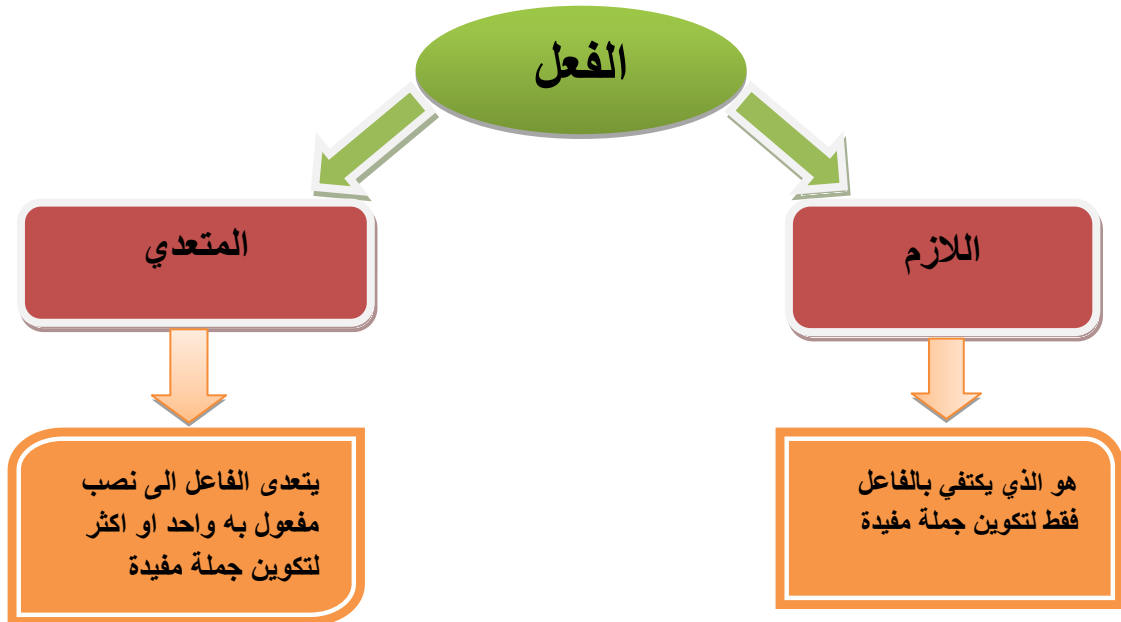 الفعل
اللازم
المتعدي
هو الذي يكتفي بالفاعل
فقط لتكوين جملة مفيدة
يتعدى الفاعل الى نصب
مفعول به واحد او اكثر
لتكوين جملة مفيدة